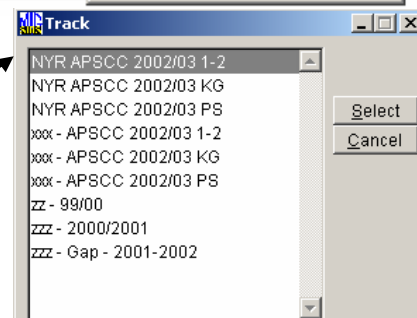 Track
NYR APSCC 2002/03 1-2
NYR APSCC 2002/03 KG
NYR APSCC 2002/03 PS
xxx - APSCC 2002/03 1-2
xxx - APSCC 2002/03 KG
xxx - APSCC 2002/03 PS
zz - 99/00
zzz - 2000/2001
zzz - Gap - 2001-2002
Select
Cancel